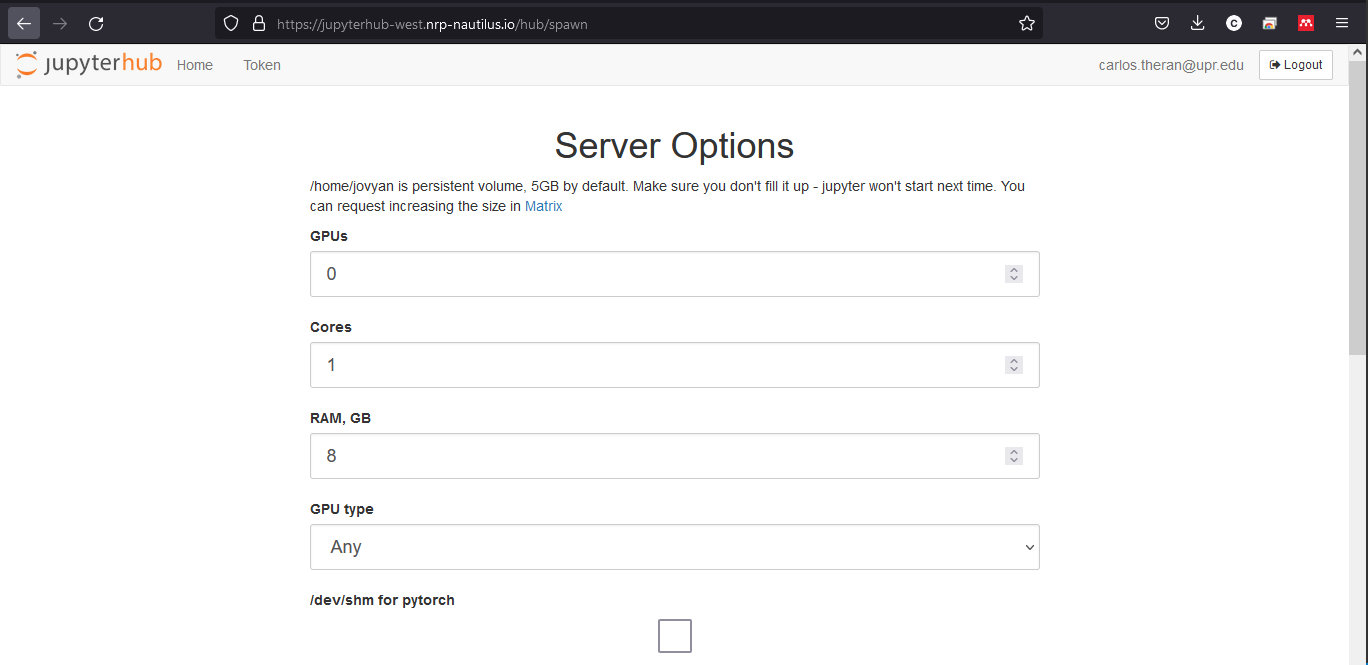 https://jupyterhub-west.nrp-nautilus.io/hub/spawn
C
jupyterhub Home Token carlos.theran@upr.edu Logout
Server Options
/home/jovyan is persistent volume, 5GB by default. Make sure you don't fill it up - jupyter won't start next time. You
can request increasing the size in Matrix
GPUs
0
Cores
1
RAM, GB
8
GPU type
Any
/dev/shm for pytorch